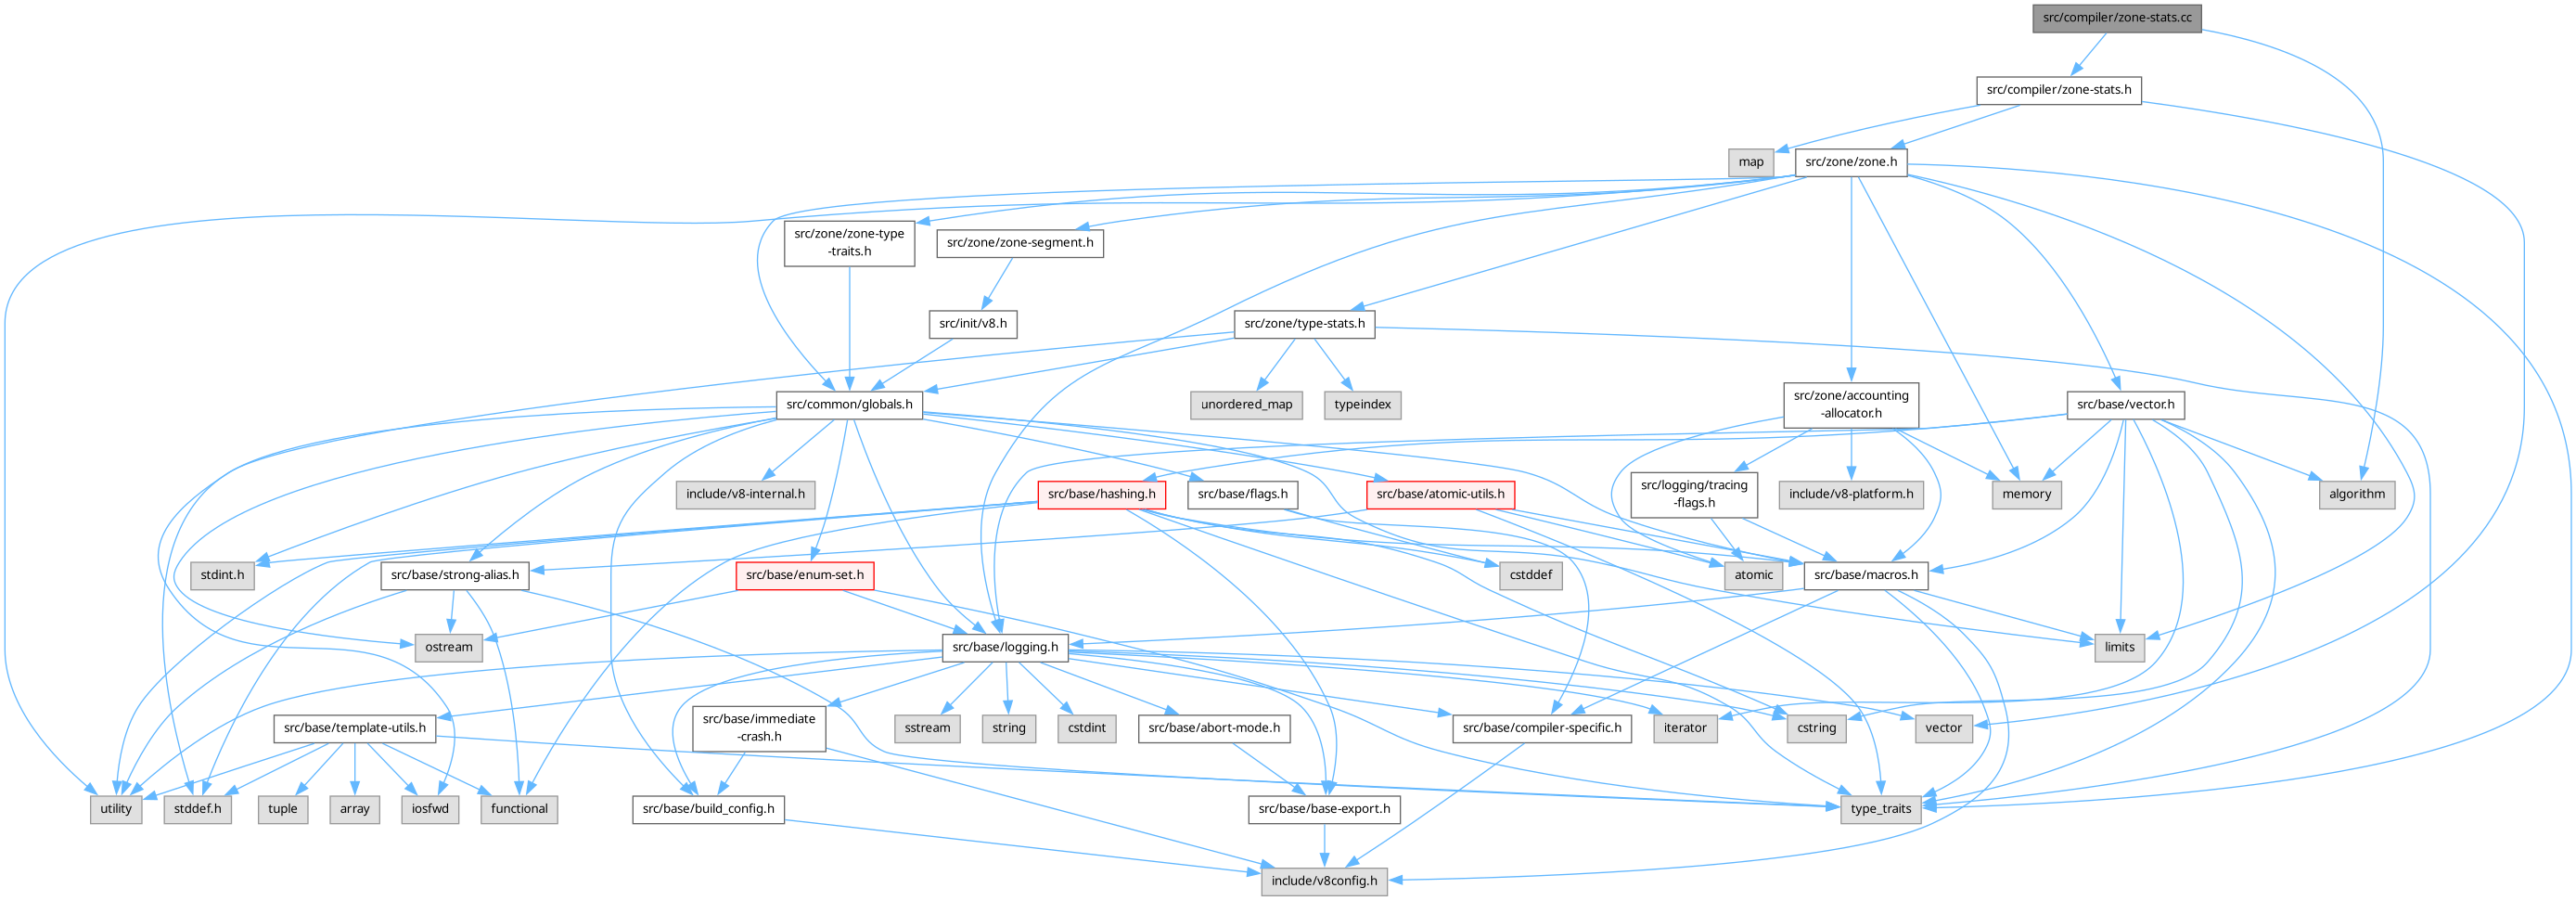 src/compiler/zone-stats.cc
src/compiler/zone-stats.h
map
src/zone/zone.h
src/zone/zone-type
-traits.h
src/zone/zone-segment.h
src/init/v8.h
src/zone/type-stats.h
src/common/globals.h
unordered_map
typeindex
src/zone/accounting
-allocator.h
src/base/vector.h
include/v8-internal.h
src/base/hashing.h
src/base/flags.h
src/base/atomic-utils.h
src/logging/tracing
-flags.h
include/v8-platform.h
memory
algorithm
stdint.h
src/base/strong-alias.h
src/base/enum-set.h
cstddef
atomic
src/base/macros.h
ostream
src/base/logging.h
limits
src/base/template-utils.h
src/base/immediate
-crash.h
sstream
string
cstdint
src/base/abort-mode.h
src/base/compiler-specific.h
iterator
cstring
vector
utility
stddef.h
tuple
array
iosfwd
functional
src/base/build_config.h
src/base/base-export.h
type_traits
include/v8config.h